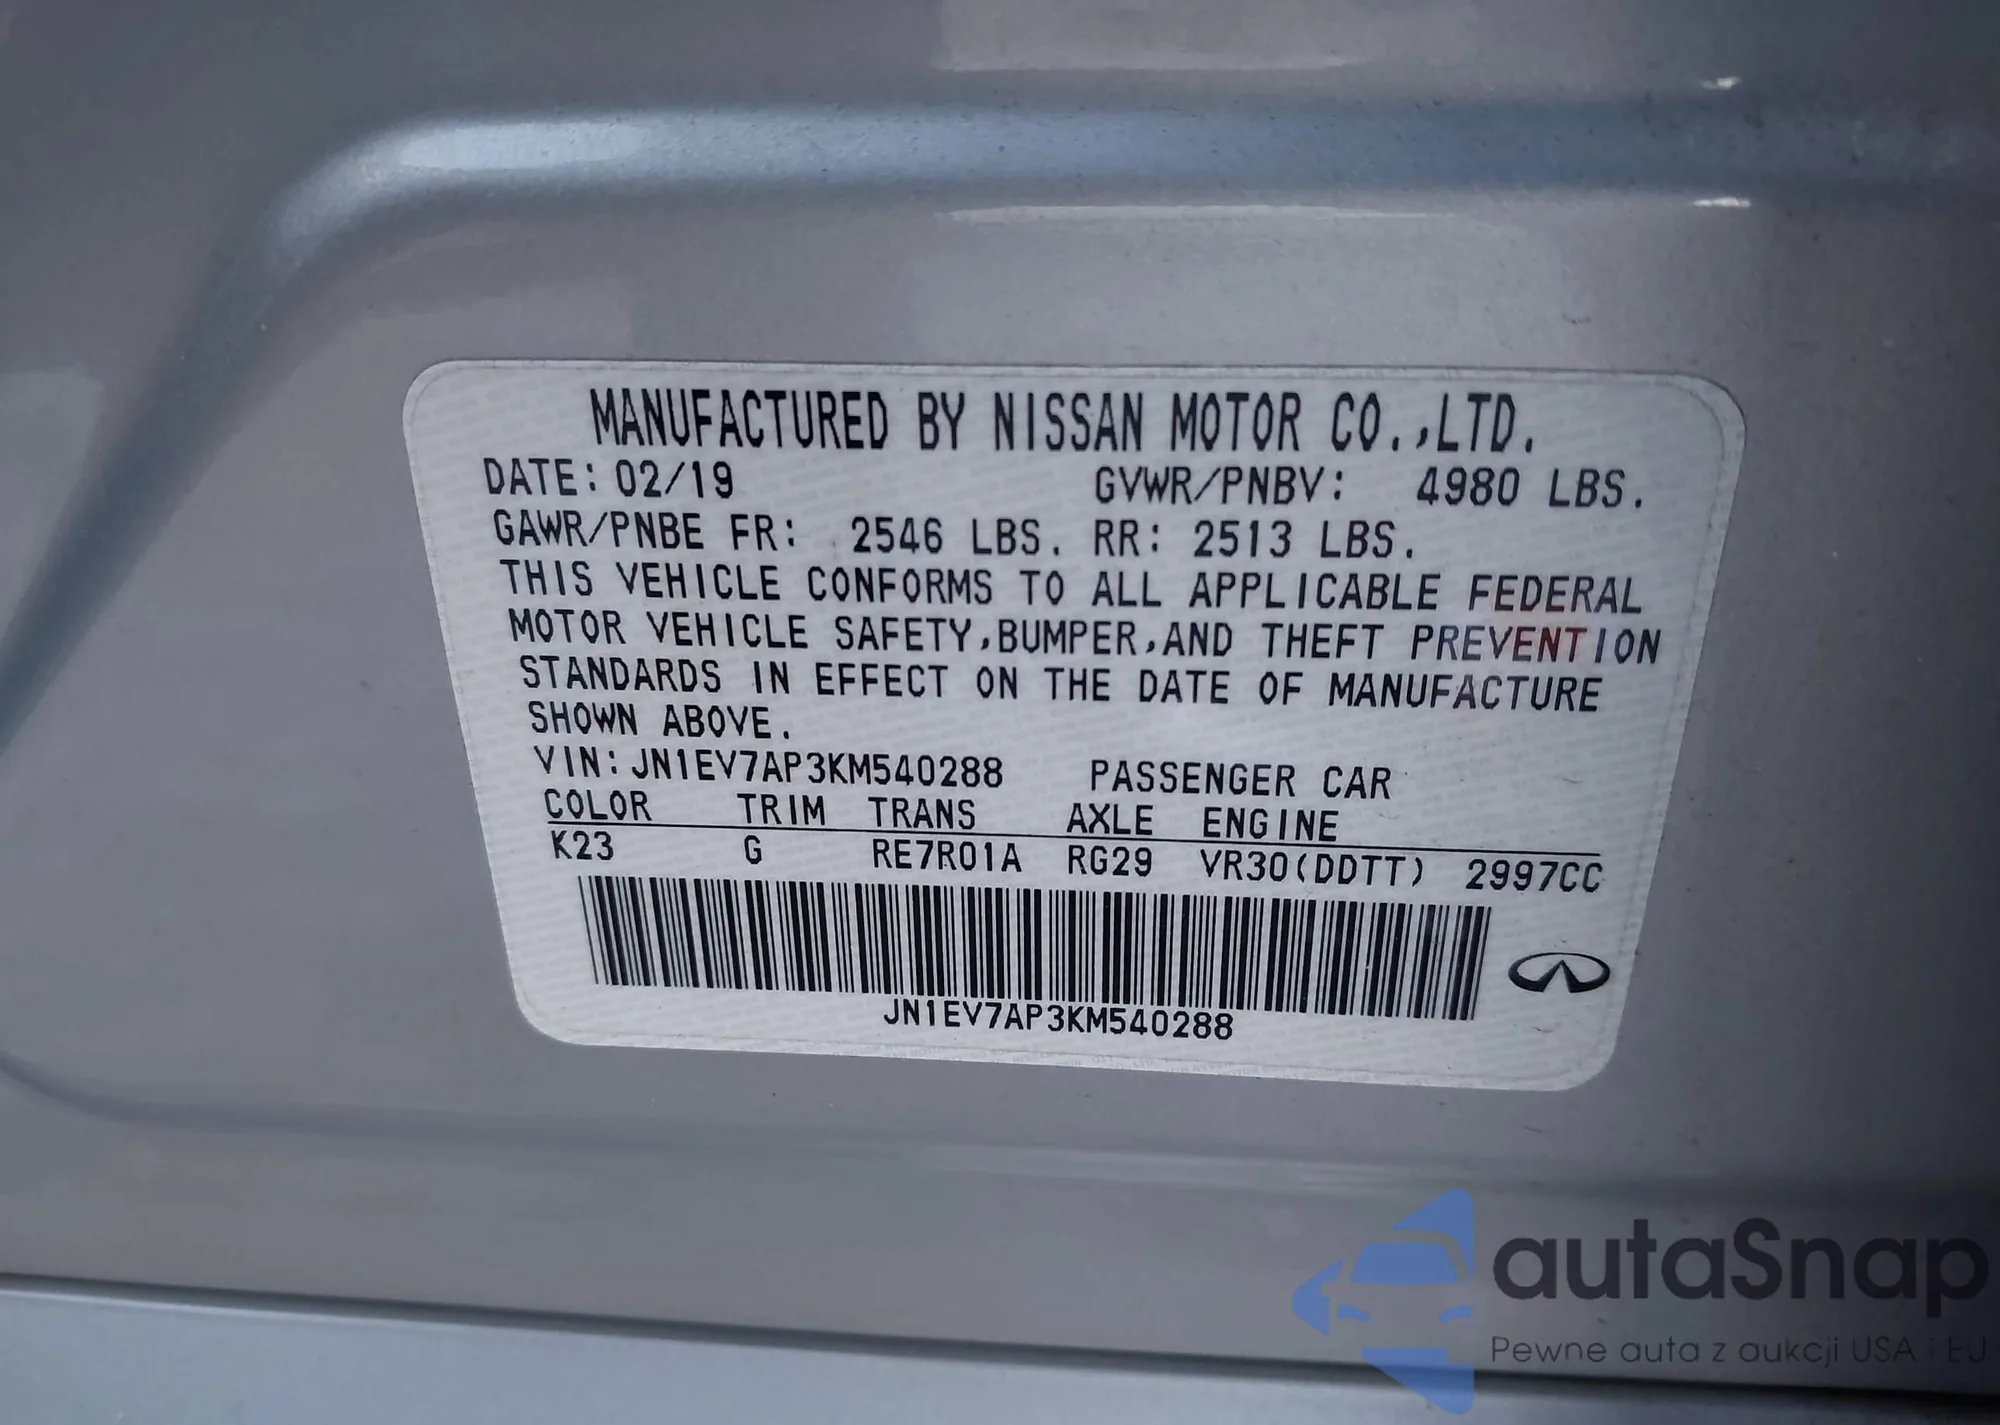 MANUFACTURED BY NISSAN MOTOR CO.,LTD.
DATE: 02/19 GVWR/PNBV: 4980 LBS.
GAWR/PNBE FR: 2546 LBS. RR: 2513 LBS.
THIS VEHICLE CONFORMS TO ALL APPLICABLE FEDERAL
MOTOR VEHICLE SAFETY,BUMPER,AND THEFT PREVENTION
STANDARDS IN EFFECT ON THE DATE OF MANUFACTURE
SHOWN ABOVE.
VIN: JN1EV7AP3KM540288 PASSENGER CAR
COLOR TRIM TRANS AXLE ENGINE
K23 G RE7R01A RG29 VR30(DDTT) 2997CC
JN1EV7AP3KM540288
autaSnap
Pewne auta z aukcji USA i EU